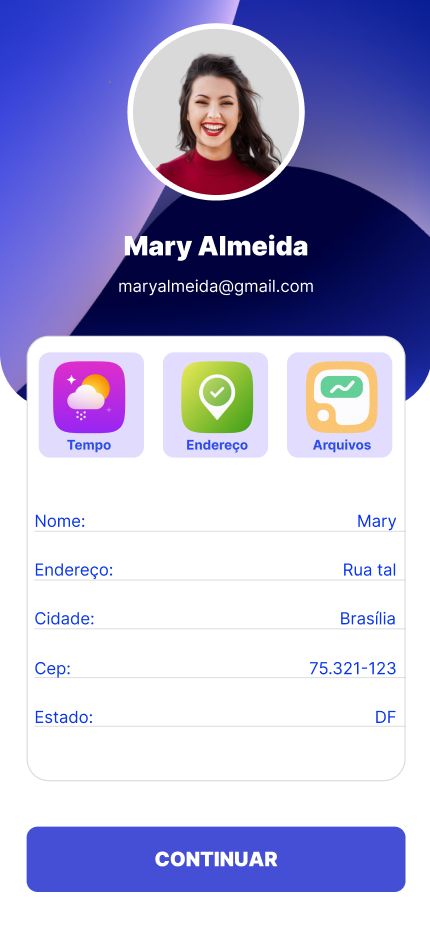 Mary Almeida
maryalmeida@gmail.com
Tempo Endereço Arquivos
Nome: Mary
Endereço: Rua tal
Cidade: Brasília
Cep: 75.321-123
Estado: DF
CONTINUAR